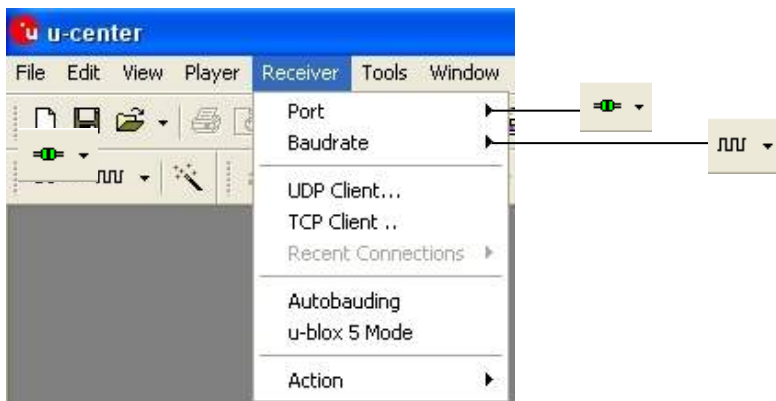 u u-center
File Edit View Player Receiver Tools Window
Port
Baudrate
UDP Client...
TCP Client ..
Recent Connections
Autobauding
u-blox 5 Mode
Action